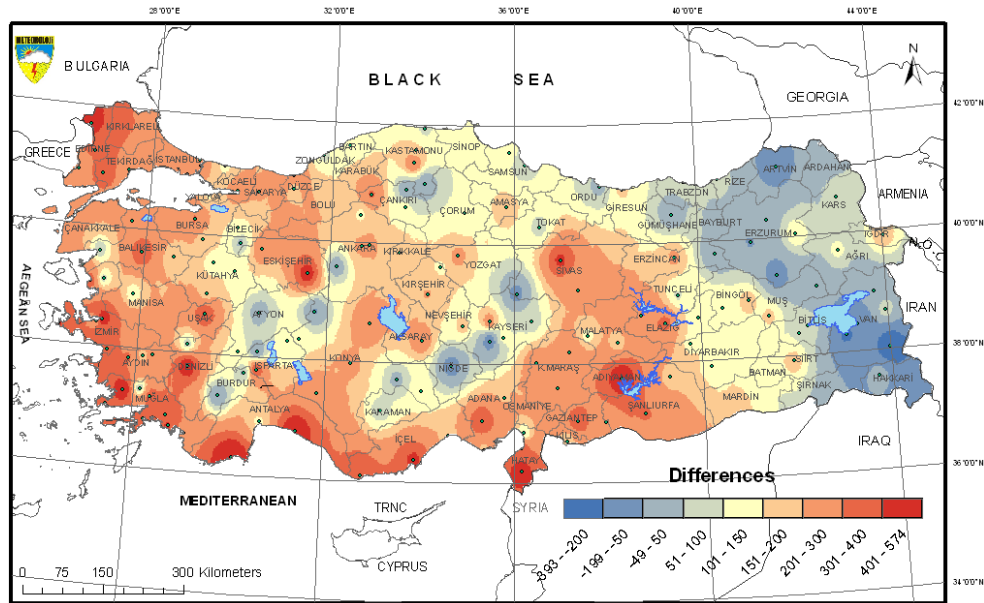 28°0'0"E 32°0'0"E 36°0'0"E 40°0'0"E 44°0'0"E
METEOROLOJI
N
BULGARIA
BLACK SEA
GEORGIA
42°0'0"N
KIRKLARELİ
GREECE
EDİRNE
TEKİRDAĞ
İSTANBUL
BARTIN
ZONGULDAK
KASTAMONU
SİNOP
KARABÜK
SAMSUN
ARTVİN
ARDAHAN
ARMENIA
KOCAELİ
SAKARYA
DÜZCE
YALOVA
BOLU
ÇANKIRI
ÇORUM
AMASYA
ORDU
GİRESUN
TRABZON
RİZE
KARS
ÇANAKKALE
BURSA
BİLECİK
TOKAT
GÜMÜŞHANE
BAYBURT
ERZURUM
IĞDIR
40°0'0"N
BALIKESİR
ESKİŞEHİR
ANKARA
KIRIKKALE
YOZGAT
SİVAS
ERZİNCAN
AĞRI
KÜTAHYA
KIRŞEHİR
TUNCELİ
BİNGÖL
MUŞ
IRAN
AEGEAN SEA
MANİSA
UŞAK
AFYON
NEVŞEHİR
KAYSERİ
BİTLİS
VAN
İZMİR
AKSARAY
MALATYA
ELAZIĞ
38°0'0"N
AYDIN
DENİZLİ
ISPARTA
KONYA
NİĞDE
K.MARAŞ
DİYARBAKIR
BATMAN
SİİRT
BURDUR
ADIYAMAN
ŞIRNAK
HAKKARİ
MUĞLA
ANTALYA
KARAMAN
ADANA
OSMANİYE
GAZİANTEP
ŞANLIURFA
MARDİN
İÇEL
KİLİS
IRAQ
HATAY
36°0'0"N
Differences
MEDITERRANEAN
TRNC
SYRIA
CYPRUS
-393 - -200
-199 - -50
-49 - 50
51 - 100
101 - 150
151 - 200
201 - 300
301 - 400
401 - 574
0 75 150 300 Kilometers
34°0'0"N